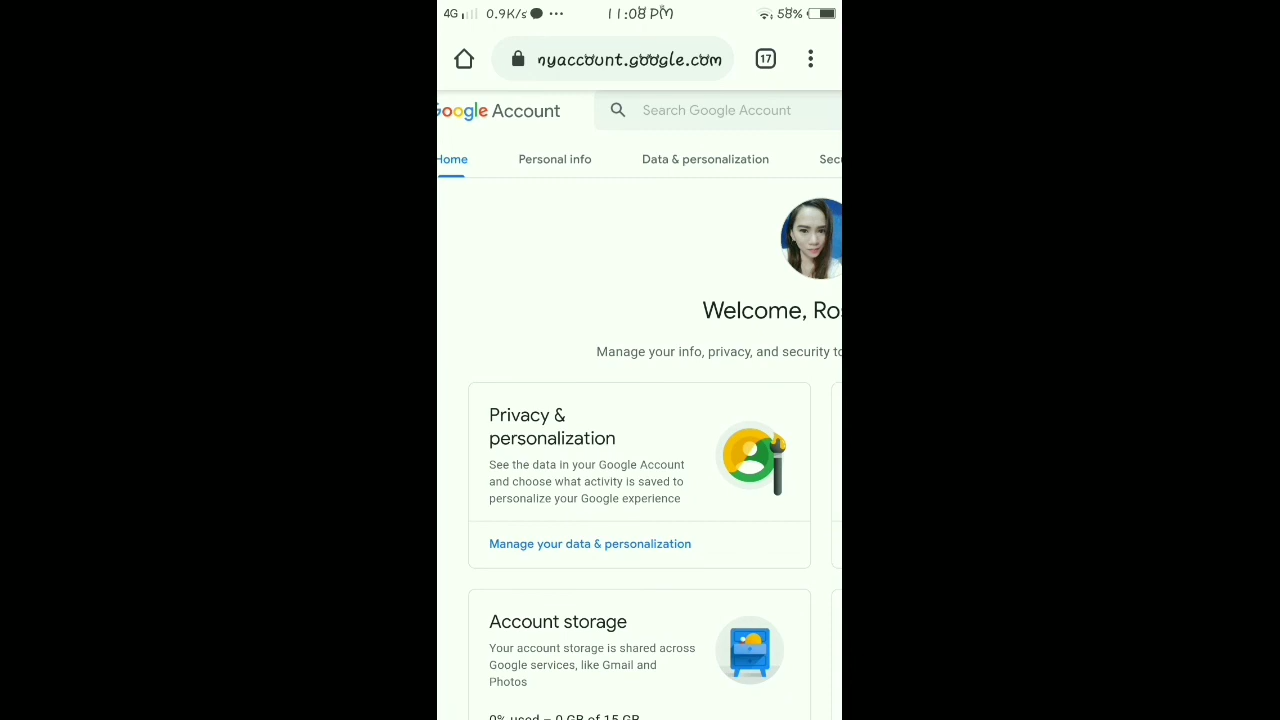 4G 0.9K/s 11:08 PM 58%
nyaccount.google.com 17
Google Account Search Google Account
Home Personal info Data & personalization Sec
Welcome, Ros
Manage your info, privacy, and security to
Privacy &
personalization
See the data in your Google Account
and choose what activity is saved to
personalize your Google experience
Manage your data & personalization
Account storage
Your account storage is shared across
Google services, like Gmail and
Photos
0% used – 0 GB of 15 GB